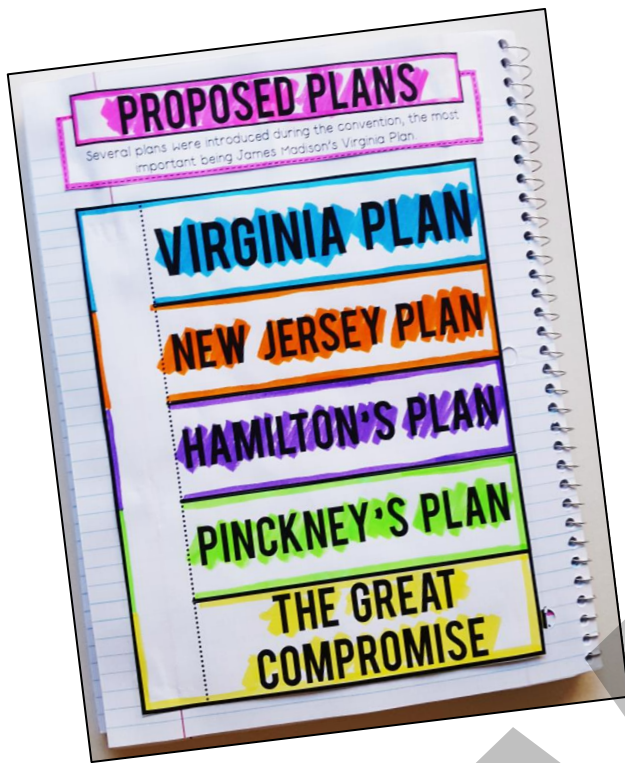 PROPOSED PLANS
Several plans were introduced during the convention, the most
important being James Madison's Virginia Plan.
VIRGINIA PLAN
NEW JERSEY PLAN
HAMILTON'S PLAN
PINCKNEY'S PLAN
THE GREAT
COMPROMISE